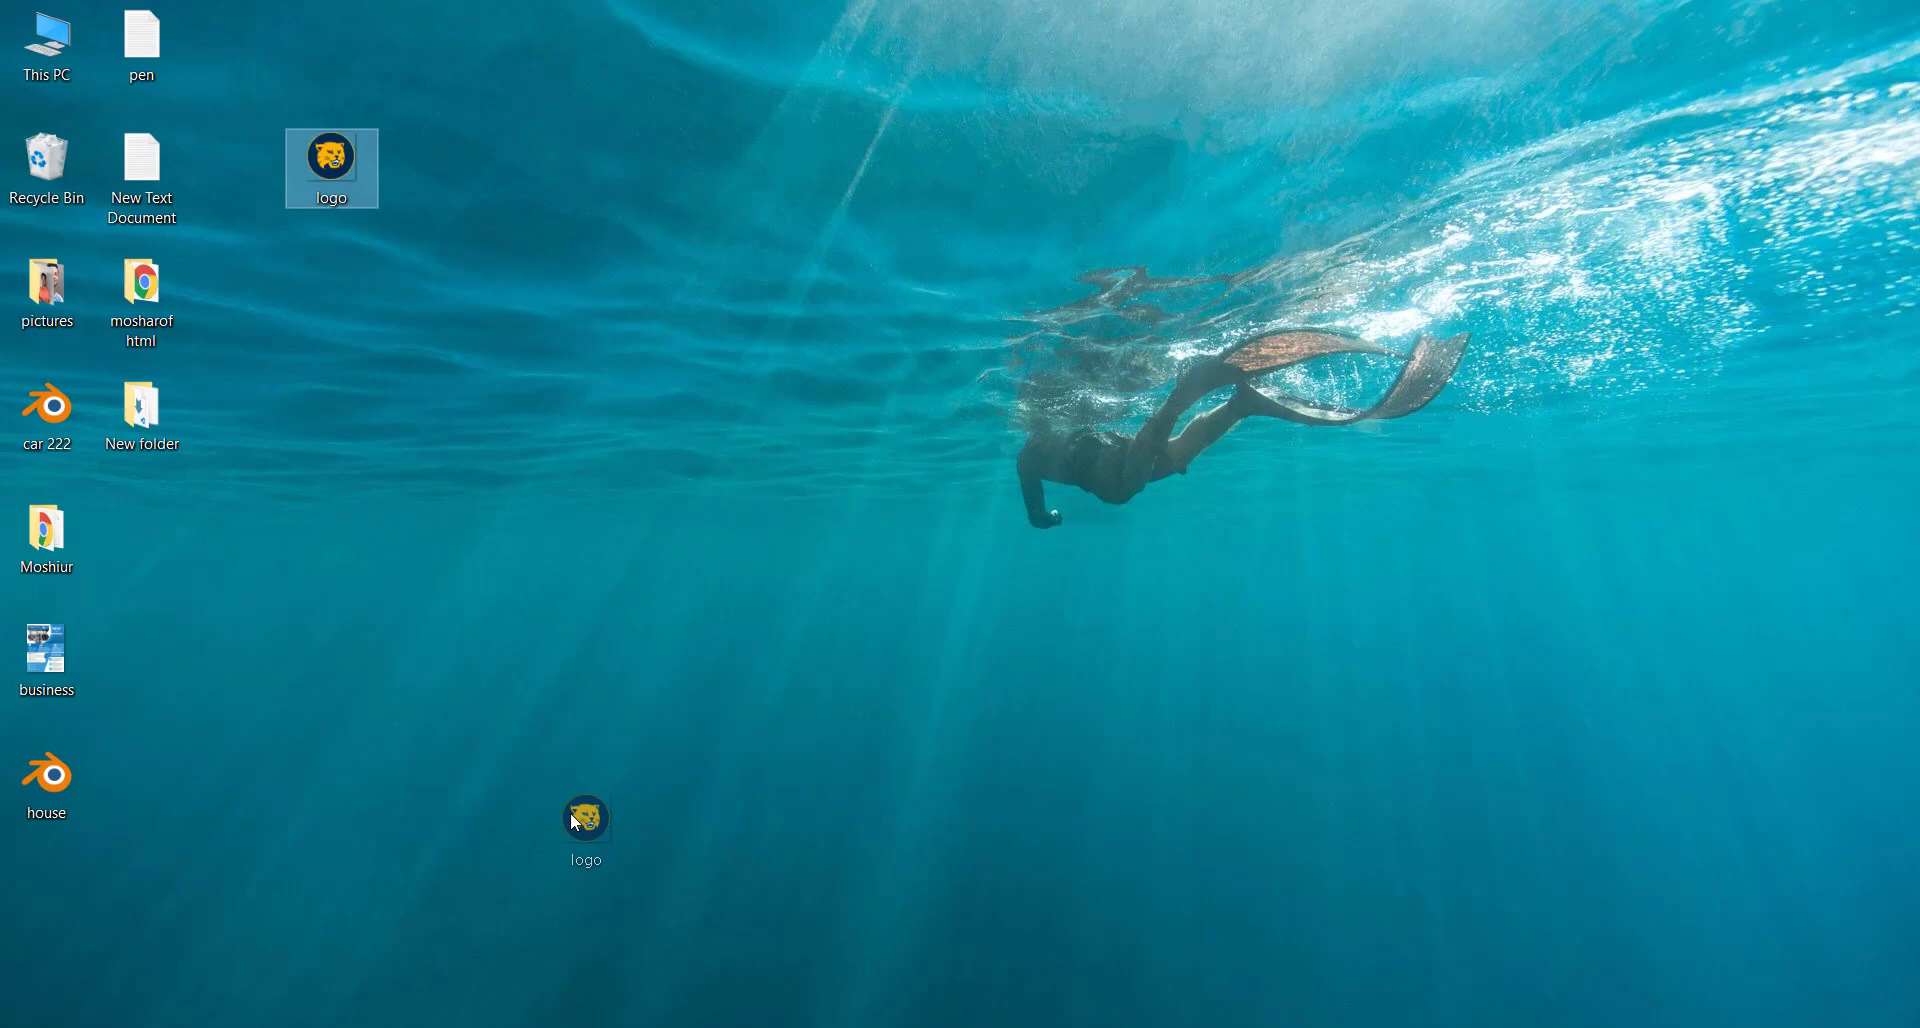 This PC
pen
Recycle Bin
New Text
Document
logo
pictures
mosharof
html
car 222
New folder
Moshiur
business
house
logo